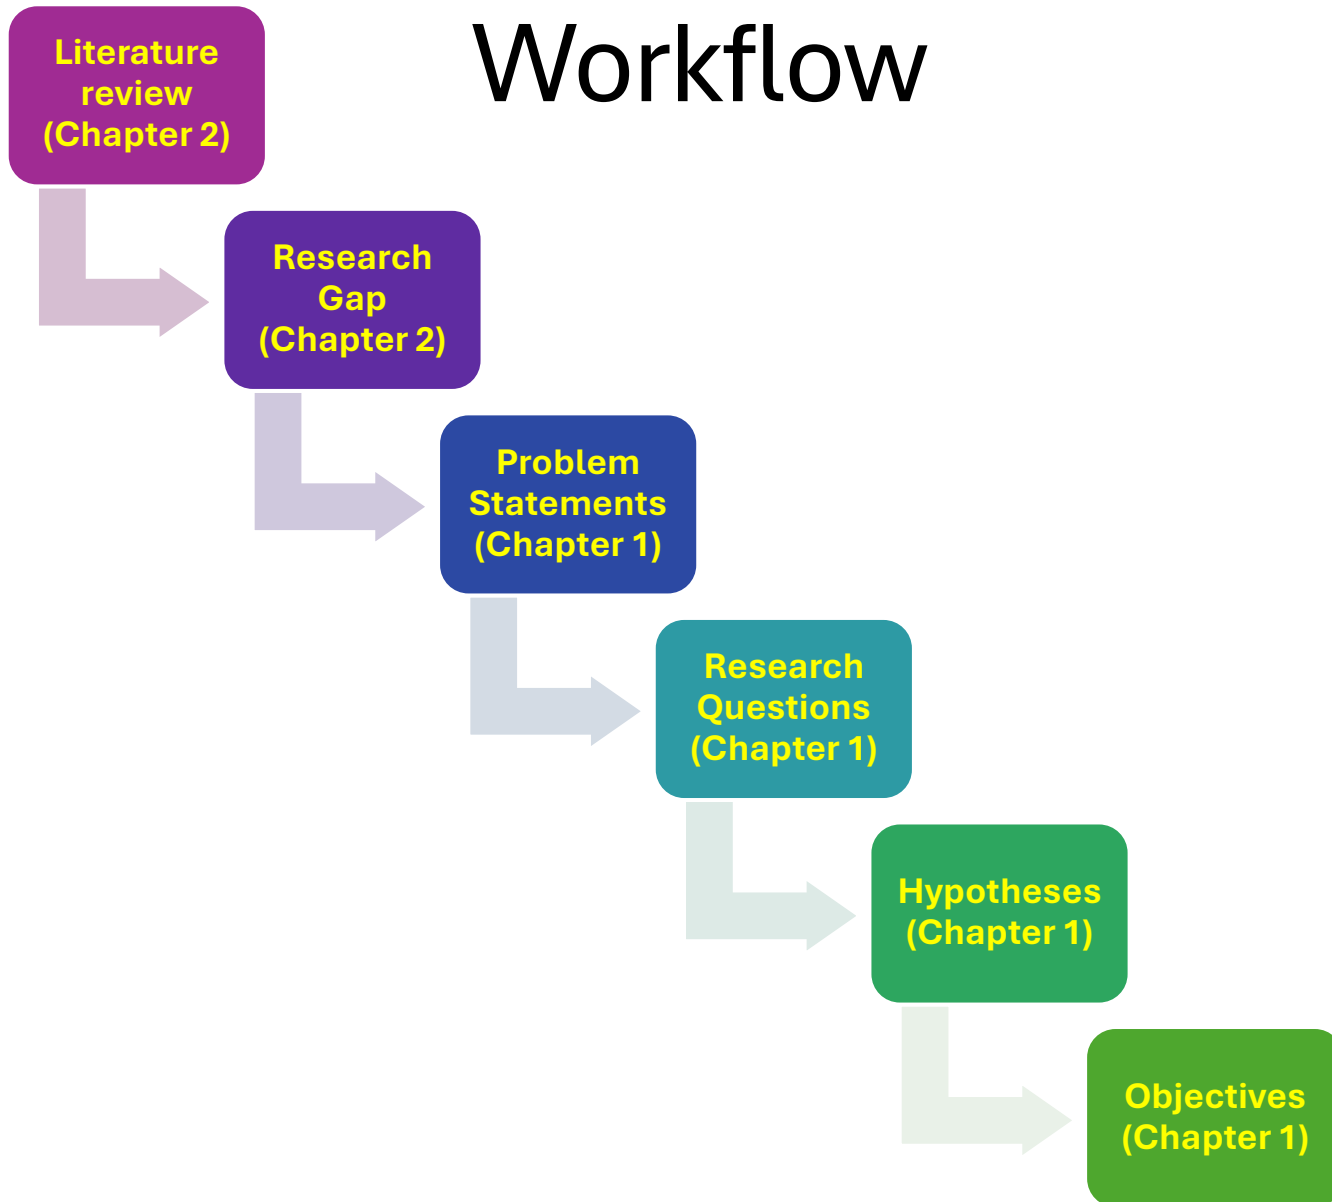 Workflow
Literature
review
(Chapter 2)
Research
Gap
(Chapter 2)
Problem
Statements
(Chapter 1)
Research
Questions
(Chapter 1)
Hypotheses
(Chapter 1)
Objectives
(Chapter 1)